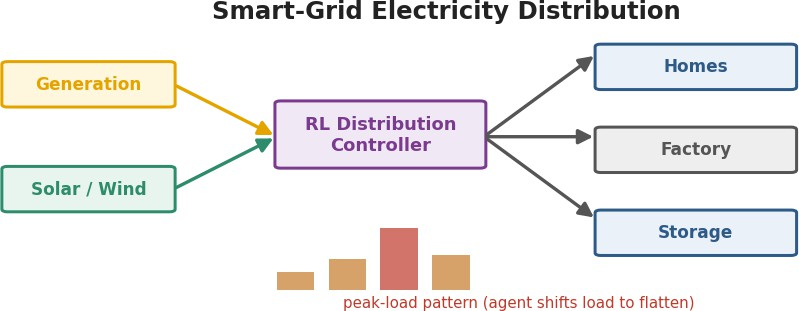 Smart-Grid Electricity Distribution
Generation
Solar / Wind
RL Distribution
Controller
Homes
Factory
Storage
peak-load pattern (agent shifts load to flatten)